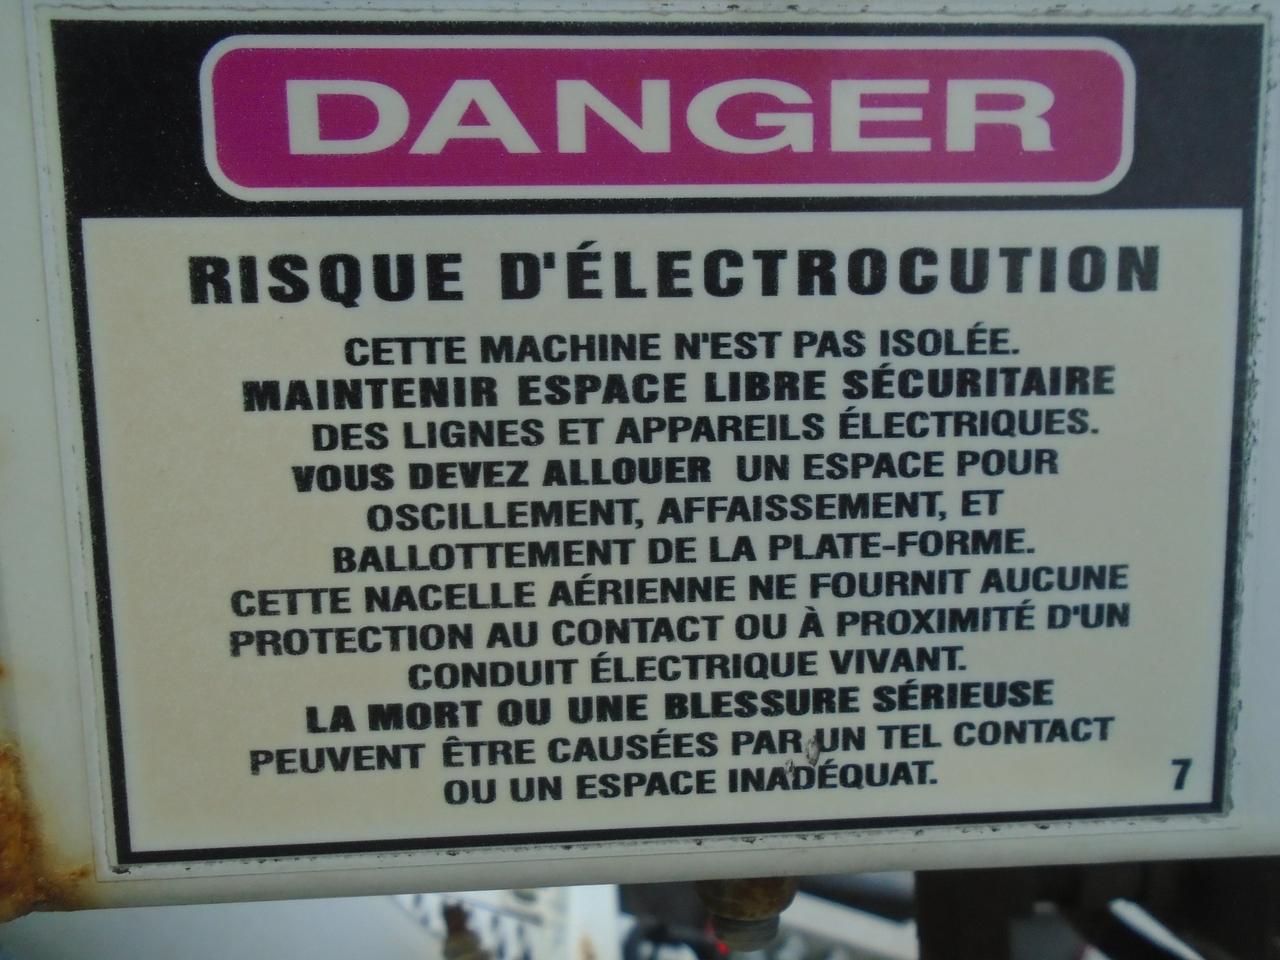 DANGER
RISQUE D'ÉLECTROCUTION
CETTE MACHINE N'EST PAS ISOLÉE.
MAINTENIR ESPACE LIBRE SÉCURITAIRE
DES LIGNES ET APPAREILS ÉLECTRIQUES.
VOUS DEVEZ ALLOUER UN ESPACE POUR
OSCILLEMENT, AFFAISSEMENT, ET
BALLOTTEMENT DE LA PLATE-FORME.
CETTE NACELLE AÉRIENNE NE FOURNIT AUCUNE
PROTECTION AU CONTACT OU À PROXIMITÉ D'UN
CONDUIT ÉLECTRIQUE VIVANT.
LA MORT OU UNE BLESSURE SÉRIEUSE
PEUVENT ÊTRE CAUSÉES PAR UN TEL CONTACT
OU UN ESPACE INADÉQUAT.
7